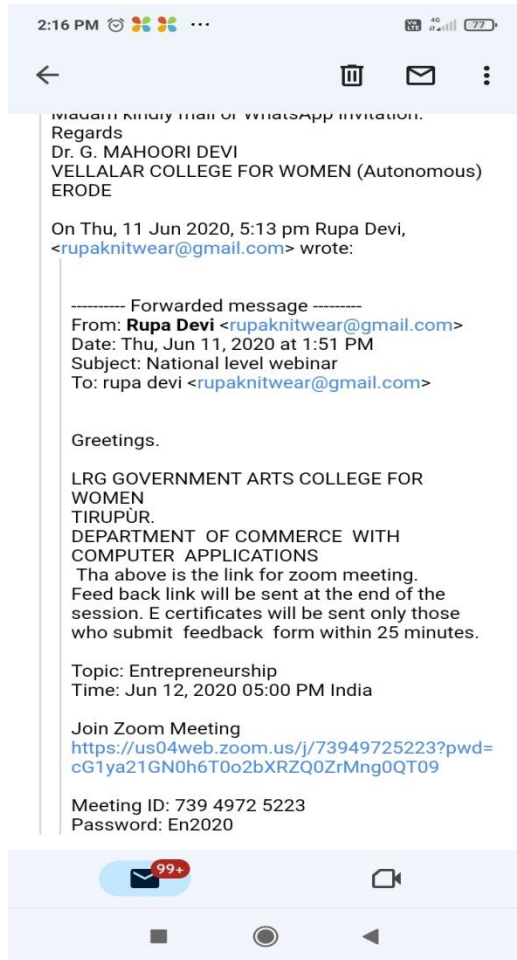 2:16 PM
4G
77
Madam kindly mail or WhatsApp invitation.
Regards
Dr. G. MAHOORI DEVI
VELLALAR COLLEGE FOR WOMEN (Autonomous)
ERODE
On Thu, 11 Jun 2020, 5:13 pm Rupa Devi,
<rupaknitwear@gmail.com> wrote:
---------- Forwarded message ---------
From: Rupa Devi <rupaknitwear@gmail.com>
Date: Thu, Jun 11, 2020 at 1:51 PM
Subject: National level webinar
To: rupa devi <rupaknitwear@gmail.com>
Greetings.
LRG GOVERNMENT ARTS COLLEGE FOR
WOMEN
TIRUPÙR.
DEPARTMENT  OF COMMERCE  WITH
COMPUTER  APPLICATIONS
Tha above is the link for zoom meeting.
Feed back link will be sent at the end of the
session. E certificates will be sent only those
who submit  feedback  form within 25 minutes.
Topic: Entrepreneurship
Time: Jun 12, 2020 05:00 PM India
Join Zoom Meeting
https://us04web.zoom.us/j/73949725223?pwd=
cG1ya21GN0h6T0o2bXRZQ0ZrMng0QT09
Meeting ID: 739 4972 5223
Password: En2020
99+